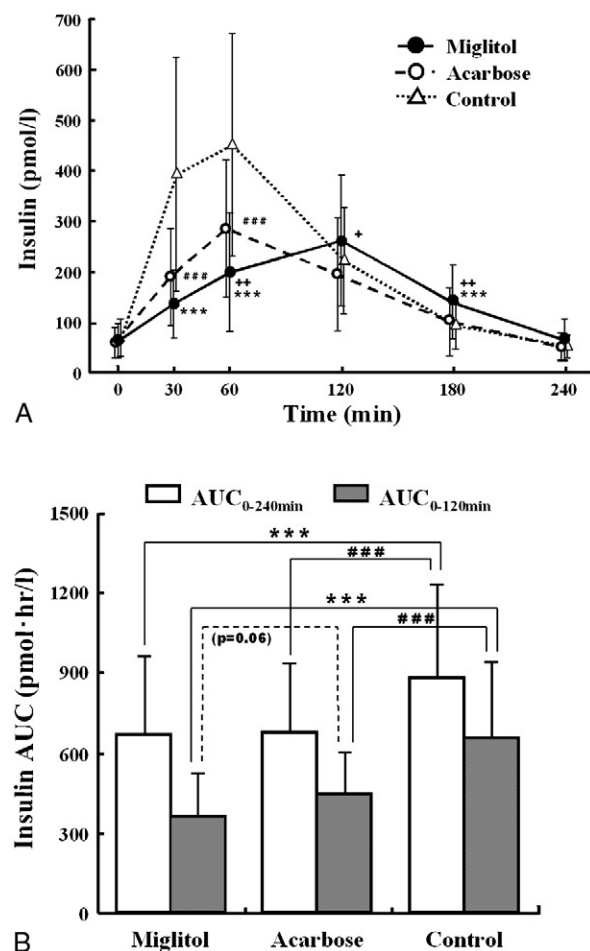 700
600
500
400
300
200
100
0
Insulin (pmol/l)
Miglitol
Acarbose
Control
###
###
***
++
***
+
++
***
0 30 60 120 180 240
Time (min)
A
AUC0-240min AUC0-120min
1500
1200
900
600
300
0
Insulin AUC (pmol·hr/l)
***
###
***
(p=0.06)
###
Miglitol Acarbose Control
B